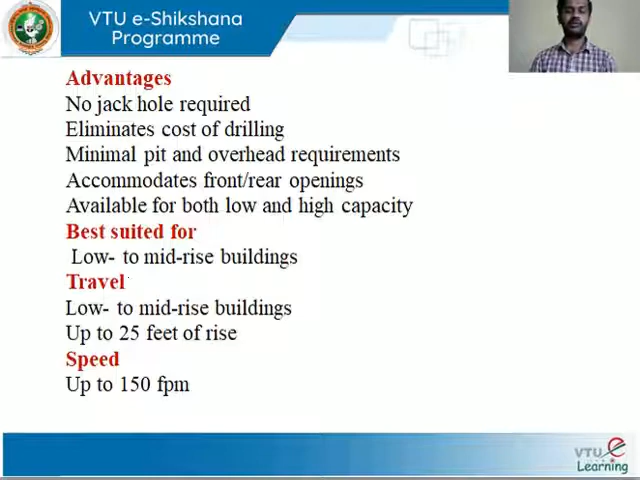 VTU e-Shikshana
Programme
Advantages
No jack hole required
Eliminates cost of drilling
Minimal pit and overhead requirements
Accommodates front/rear openings
Available for both low and high capacity
Best suited for
Low- to mid-rise buildings
Travel
Low- to mid-rise buildings
Up to 25 feet of rise
Speed
Up to 150 fpm
VTU e
Learning